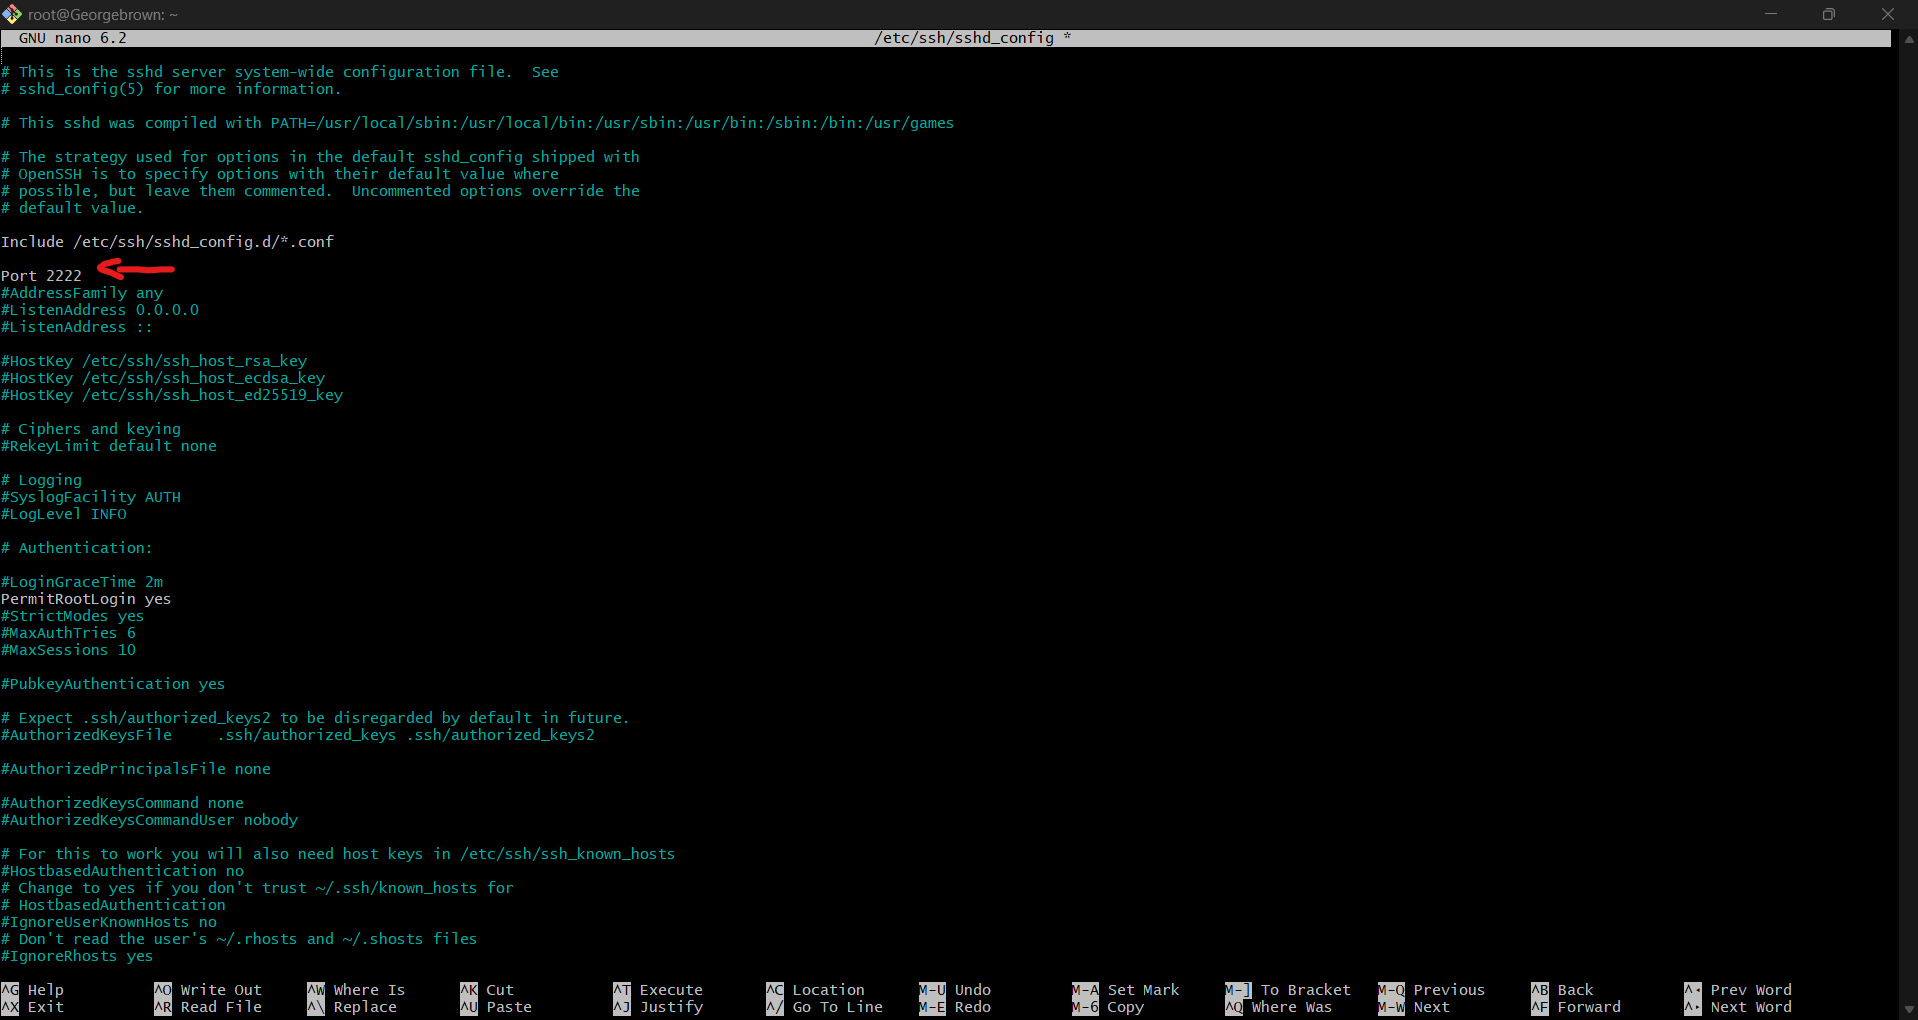 root@Georgebrown: ~
GNU nano 6.2 /etc/ssh/sshd_config *
# This is the sshd server system-wide configuration file.  See
# sshd_config(5) for more information.
# This sshd was compiled with PATH=/usr/local/sbin:/usr/local/bin:/usr/sbin:/usr/bin:/sbin:/bin:/usr/games
# The strategy used for options in the default sshd_config shipped with
# OpenSSH is to specify options with their default value where
# possible, but leave them commented.  Uncommented options override the
# default value.
Include /etc/ssh/sshd_config.d/*.conf
Port 2222
#AddressFamily any
#ListenAddress 0.0.0.0
#ListenAddress ::
#HostKey /etc/ssh/ssh_host_rsa_key
#HostKey /etc/ssh/ssh_host_ecdsa_key
#HostKey /etc/ssh/ssh_host_ed25519_key
# Ciphers and keying
#RekeyLimit default none
# Logging
#SyslogFacility AUTH
#LogLevel INFO
# Authentication:
#LoginGraceTime 2m
PermitRootLogin yes
#StrictModes yes
#MaxAuthTries 6
#MaxSessions 10
#PubkeyAuthentication yes
# Expect .ssh/authorized_keys2 to be disregarded by default in future.
#AuthorizedKeysFile     .ssh/authorized_keys .ssh/authorized_keys2
#AuthorizedPrincipalsFile none
#AuthorizedKeysCommand none
#AuthorizedKeysCommandUser nobody
# For this to work you will also need host keys in /etc/ssh/ssh_known_hosts
#HostbasedAuthentication no
# Change to yes if you don't trust ~/.ssh/known_hosts for
# HostbasedAuthentication
#IgnoreUserKnownHosts no
# Don't read the user's ~/.rhosts and ~/.shosts files
#IgnoreRhosts yes
^G Help ^O Write Out ^W Where Is ^K Cut ^T Execute ^C Location M-U Undo M-A Set Mark M-] To Bracket M-Q Previous ^B Back ^◂ Prev Word
^X Exit ^R Read File ^\ Replace ^U Paste ^J Justify ^/ Go To Line M-E Redo M-6 Copy ^Q Where Was M-W Next ^F Forward ^▸ Next Word